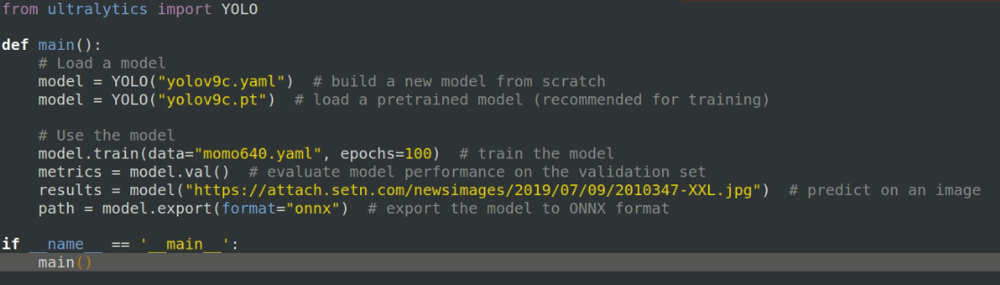 from ultralytics import YOLO
def main():
    # Load a model
    model = YOLO("yolov9c.yaml")  # build a new model from scratch
    model = YOLO("yolov9c.pt")  # load a pretrained model (recommended for training)
    # Use the model
    model.train(data="momo640.yaml", epochs=100)  # train the model
    metrics = model.val()  # evaluate model performance on the validation set
    results = model("https://attach.setn.com/newsimages/2019/07/09/2010347-XXL.jpg")  # predict on an image
    path = model.export(format="onnx")  # export the model to ONNX format
if __name__ == '__main__':
    main()